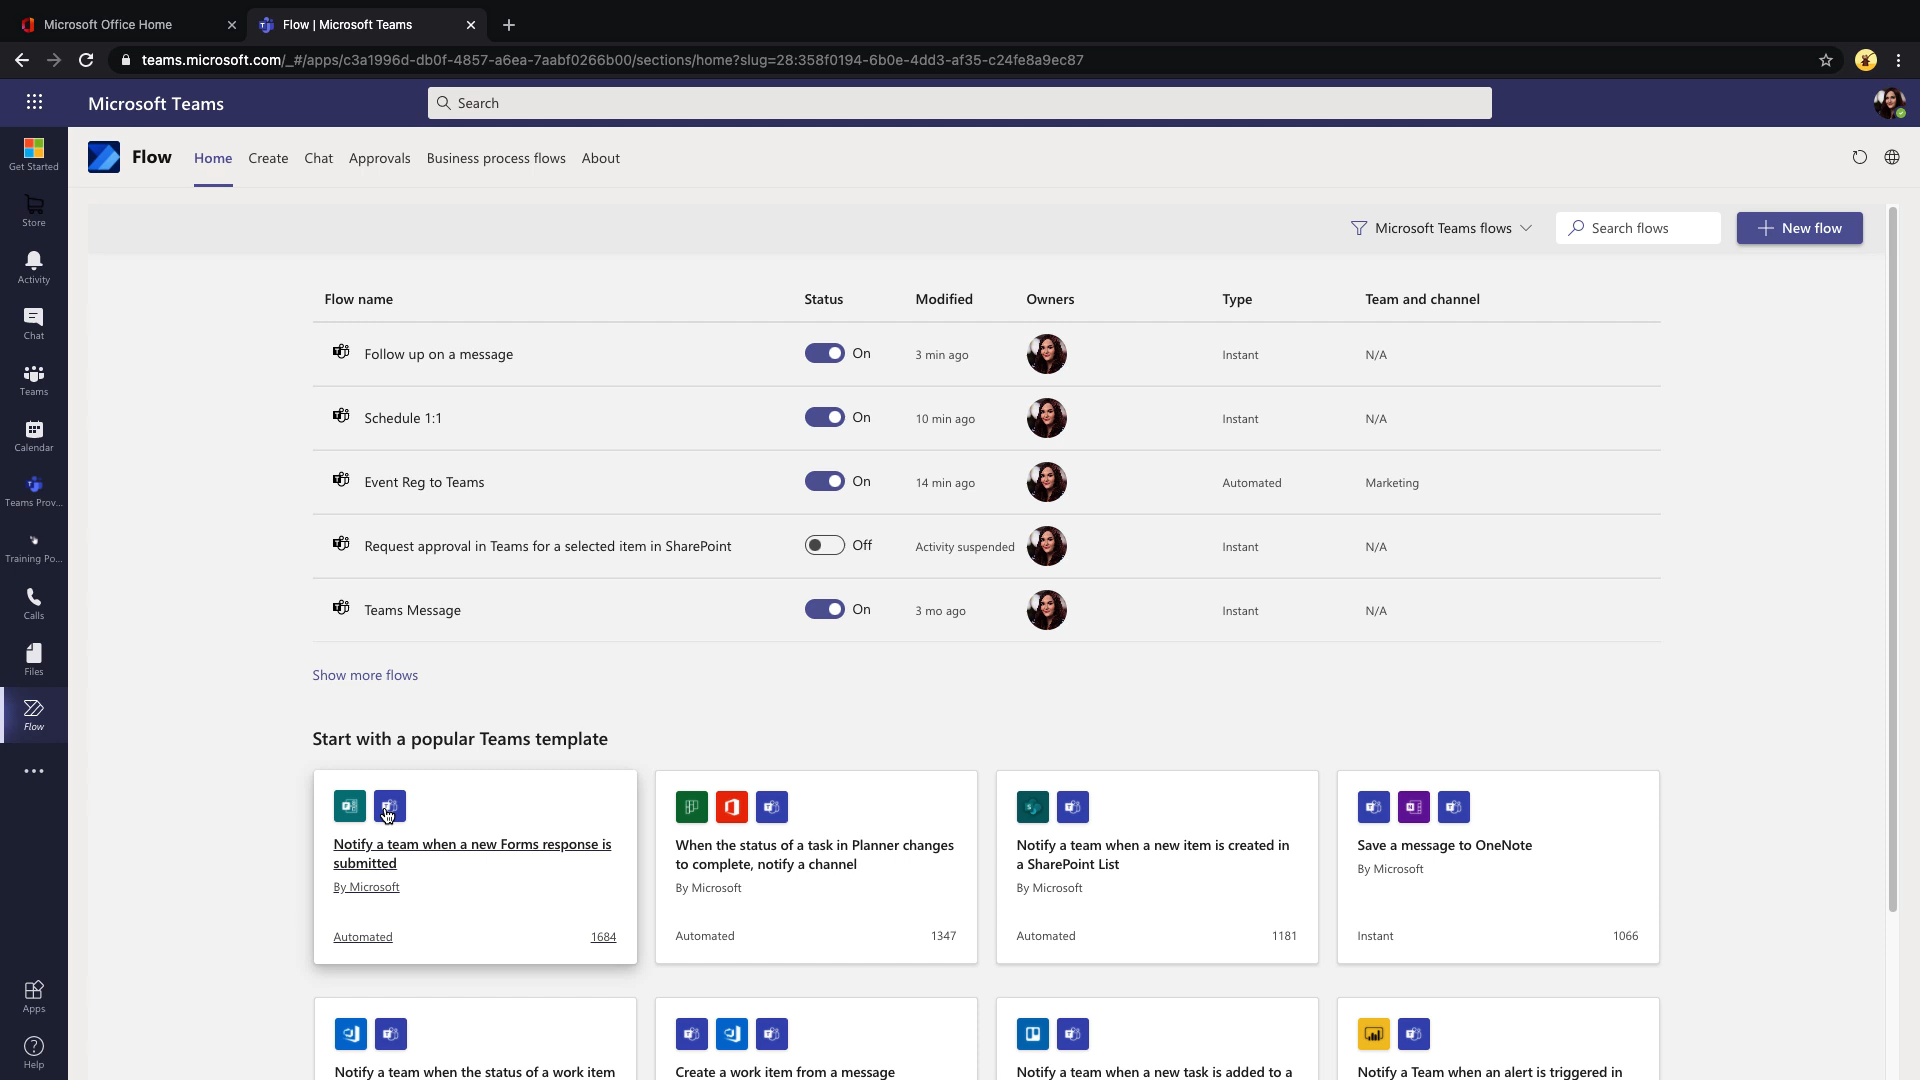 Microsoft Office Home
Flow | Microsoft Teams
teams.microsoft.com/_#/apps/c3a1996d-db0f-4857-a6ea-7aabf0266b00/sections/home?slug=28:358f0194-6b0e-4dd3-af35-c24fe8a9ec87
Microsoft Teams
Search
Get Started
Store
Activity
Chat
Teams
Calendar
Teams Prov...
Training Po...
Calls
Files
Flow
Apps
Help
Flow
Home Create Chat Approvals Business process flows About
Microsoft Teams flows
Search flows
New flow
Flow name Status Modified Owners Type Team and channel
Follow up on a message On 3 min ago Instant N/A
Schedule 1:1 On 10 min ago Instant N/A
Event Reg to Teams On 14 min ago Automated Marketing
Request approval in Teams for a selected item in SharePoint Off Activity suspended Instant N/A
Teams Message On 3 mo ago Instant N/A
Show more flows
Start with a popular Teams template
Notify a team when a new Forms response is
submitted
By Microsoft
Automated 1684
When the status of a task in Planner changes
to complete, notify a channel
By Microsoft
Automated 1347
Notify a team when a new item is created in
a SharePoint List
By Microsoft
Automated 1181
Save a message to OneNote
By Microsoft
Instant 1066
Notify a team when the status of a work item
Create a work item from a message
Notify a team when a new task is added to a
Notify a Team when an alert is triggered in